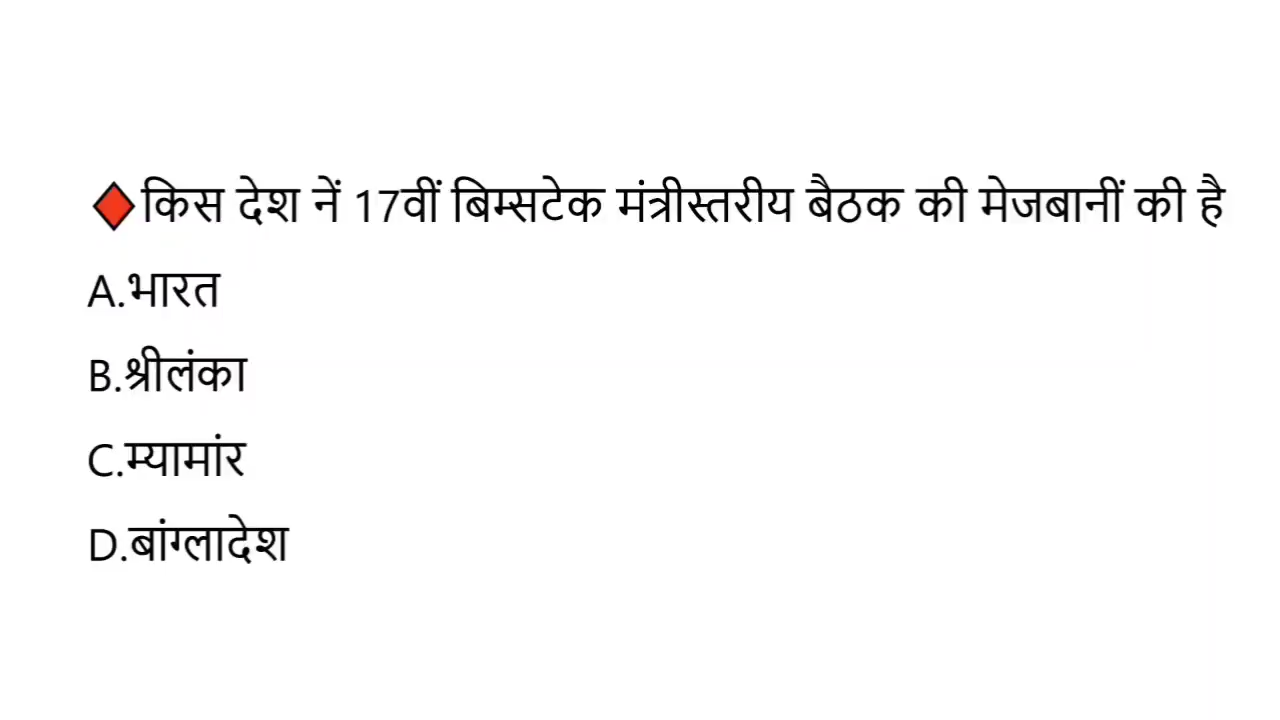 ♦️किस देश नें 17वीं बिम्सटेक मंत्रीस्तरीय बैठक की मेजबानीं की है
A.भारत
B.श्रीलंका
C.म्यामांर
D.बांग्लादेश